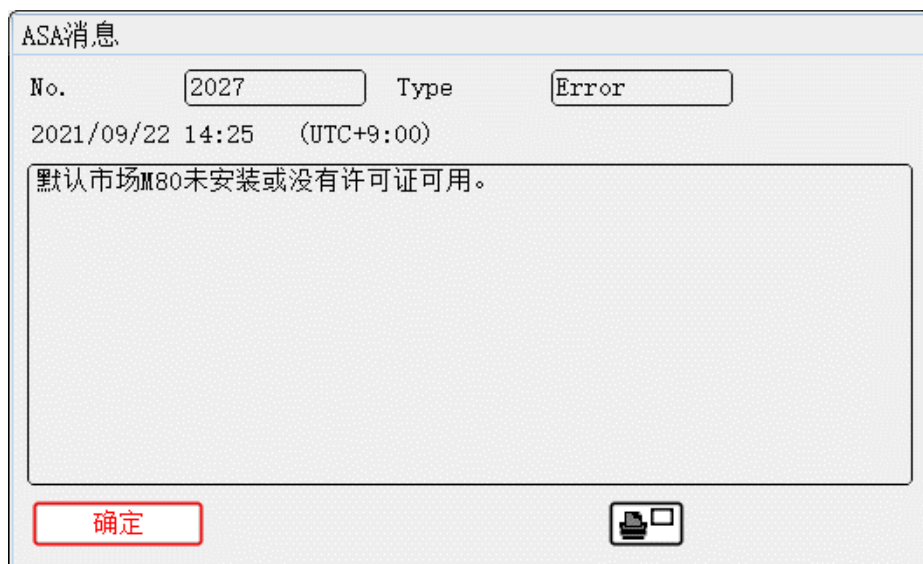 ASA消息
No. 2027 Type Error
2021/09/22 14:25 (UTC+9:00)
默认市场M80未安装或没有许可证可用。
确定